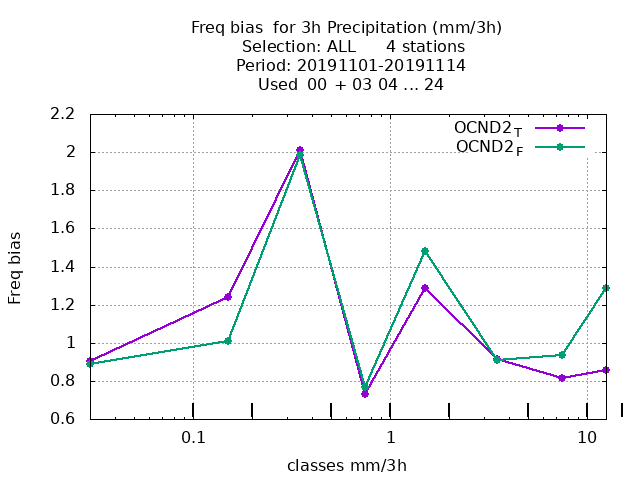 Freq bias  for 3h Precipitation (mm/3h)
Selection: ALL      4 stations
Period: 20191101-20191114
Used  00  + 03 04 ... 24
2.2
2
1.8
1.6
1.4
1.2
1
0.8
0.6
Freq bias
OCND2T
OCND2F
0.1
1
10
classes mm/3h